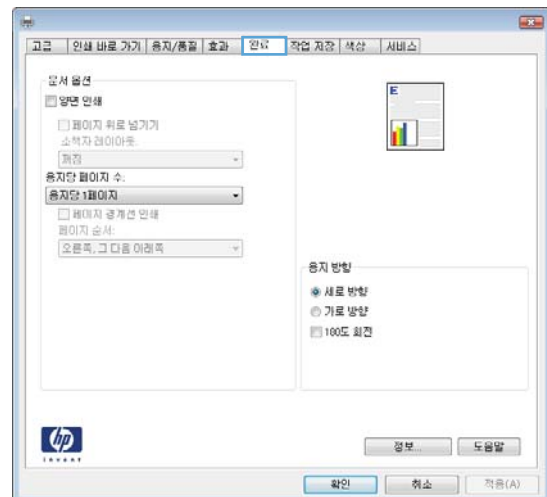 고급 인쇄 바로 가기 용지/품질 효과 완료 작업 저장 색상 서비스
문서 옵션
양면 인쇄
페이지 위로 넘기기
소책자 레이아웃:
꺼짐
용지당 페이지 수:
용지당 1페이지
페이지 경계선 인쇄
페이지 순서:
오른쪽, 그 다음 아래쪽
E
용지 방향
세로 방향
가로 방향
180도 회전
hp
invent
정보...
도움말
확인
취소
적용(A)